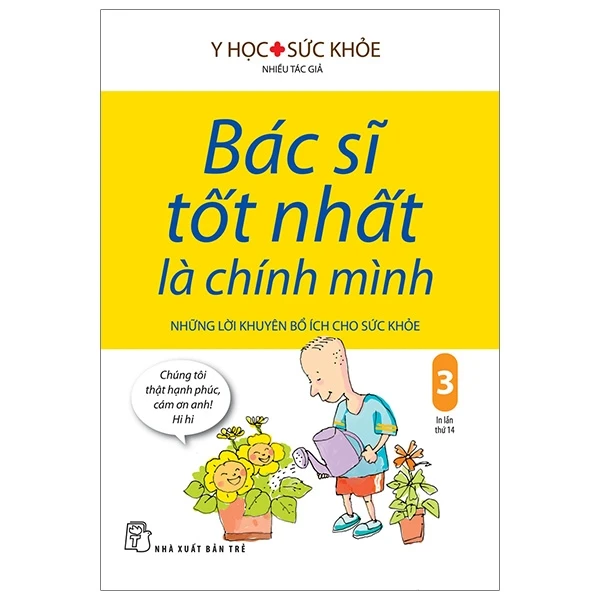 Y HỌC SỨC KHỎE
NHIỀU TÁC GIẢ
Bác sĩ
tốt nhất
là chính mình
NHỮNG LỜI KHUYÊN BỔ ÍCH CHO SỨC KHỎE
Chúng tôi
thật hạnh phúc,
cám ơn anh!
Hi hi
3
In lần
thứ 14
NHÀ XUẤT BẢN TRẺ